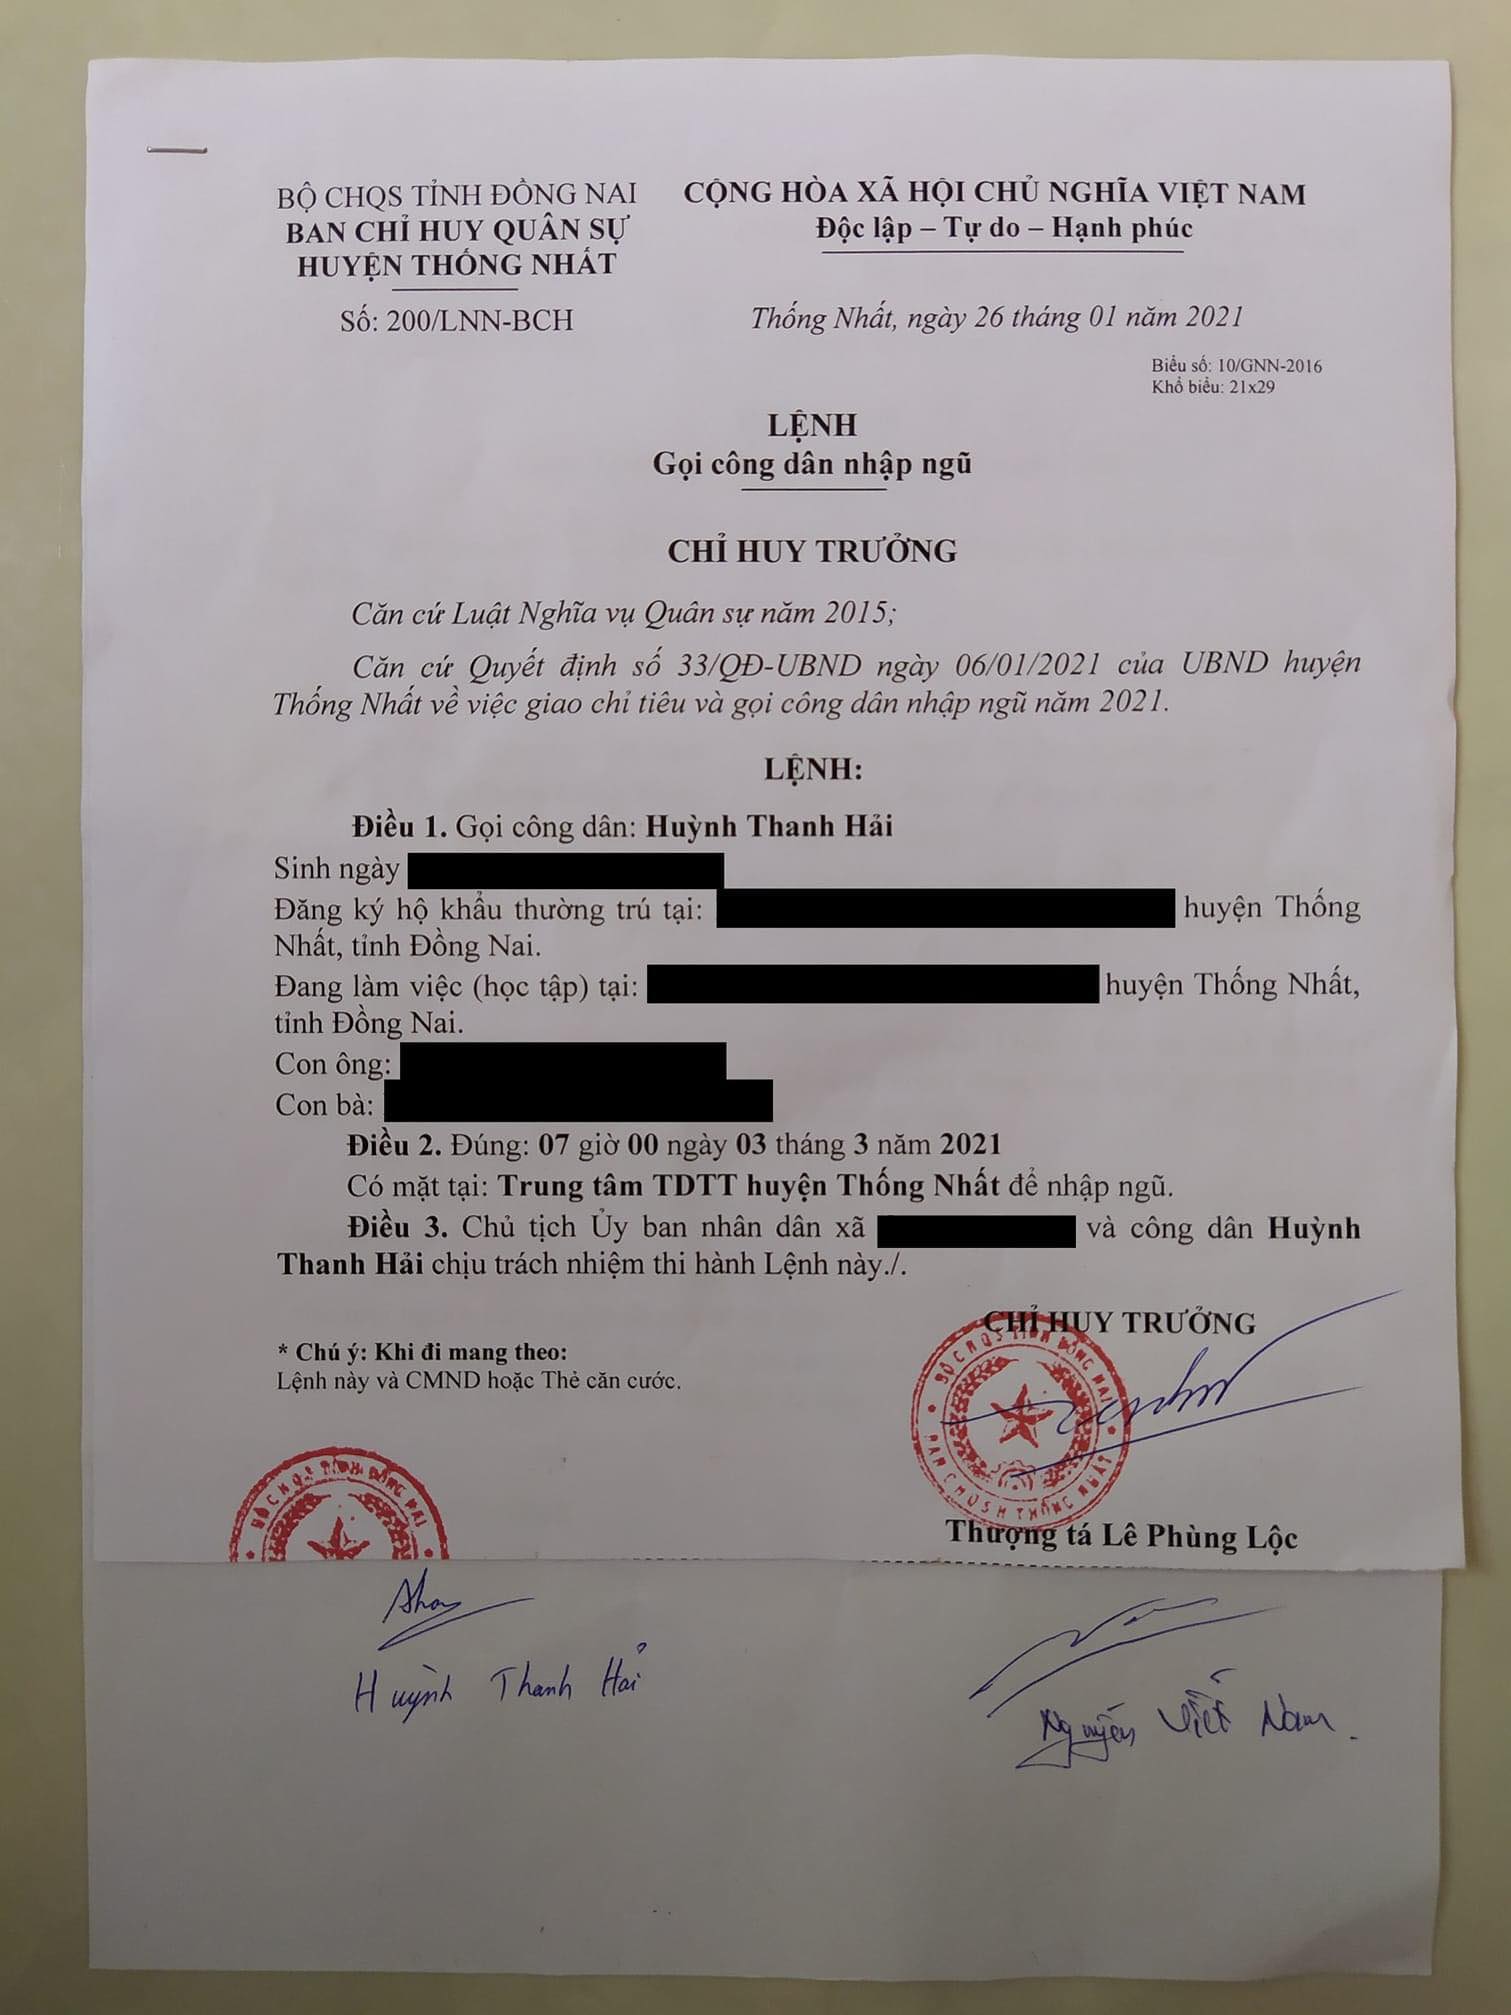 BỘ CHQS TỈNH ĐỒNG NAI
BAN CHỈ HUY QUÂN SỰ
HUYỆN THỐNG NHẤT
Số: 200/LNN-BCH
CỘNG HÒA XÃ HỘI CHỦ NGHĨA VIỆT NAM
Độc lập – Tự do – Hạnh phúc
Thống Nhất, ngày 26 tháng 01 năm 2021
Biểu số: 10/GNN-2016
Khổ biểu: 21x29
LỆNH
Gọi công dân nhập ngũ
CHỈ HUY TRƯỞNG
Căn cứ Luật Nghĩa vụ Quân sự năm 2015;
Căn cứ Quyết định số 33/QĐ-UBND ngày 06/01/2021 của UBND huyện
Thống Nhất về việc giao chỉ tiêu và gọi công dân nhập ngũ năm 2021.
LỆNH:
Điều 1. Gọi công dân: Huỳnh Thanh Hải
Sinh ngày
Đăng ký hộ khẩu thường trú tại: huyện Thống
Nhất, tỉnh Đồng Nai.
Đang làm việc (học tập) tại: huyện Thống Nhất,
tỉnh Đồng Nai.
Con ông:
Con bà:
Điều 2. Đúng: 07 giờ 00 ngày 03 tháng 3 năm 2021
Có mặt tại: Trung tâm TDTT huyện Thống Nhất để nhập ngũ.
Điều 3. Chủ tịch Ủy ban nhân dân xã và công dân Huỳnh
Thanh Hải chịu trách nhiệm thi hành Lệnh này./.
* Chú ý: Khi đi mang theo:
Lệnh này và CMND hoặc Thẻ căn cước.
CHỈ HUY TRƯỞNG
BỘ CHQS TỈNH ĐỒNG NAI
BAN CHQS H THỐNG NHẤT
Thượng tá Lê Phùng Lộc
BỘ CHQS TỈNH ĐỒNG NAI
Huỳnh Thanh Hải
Nguyễn Viết Nam.